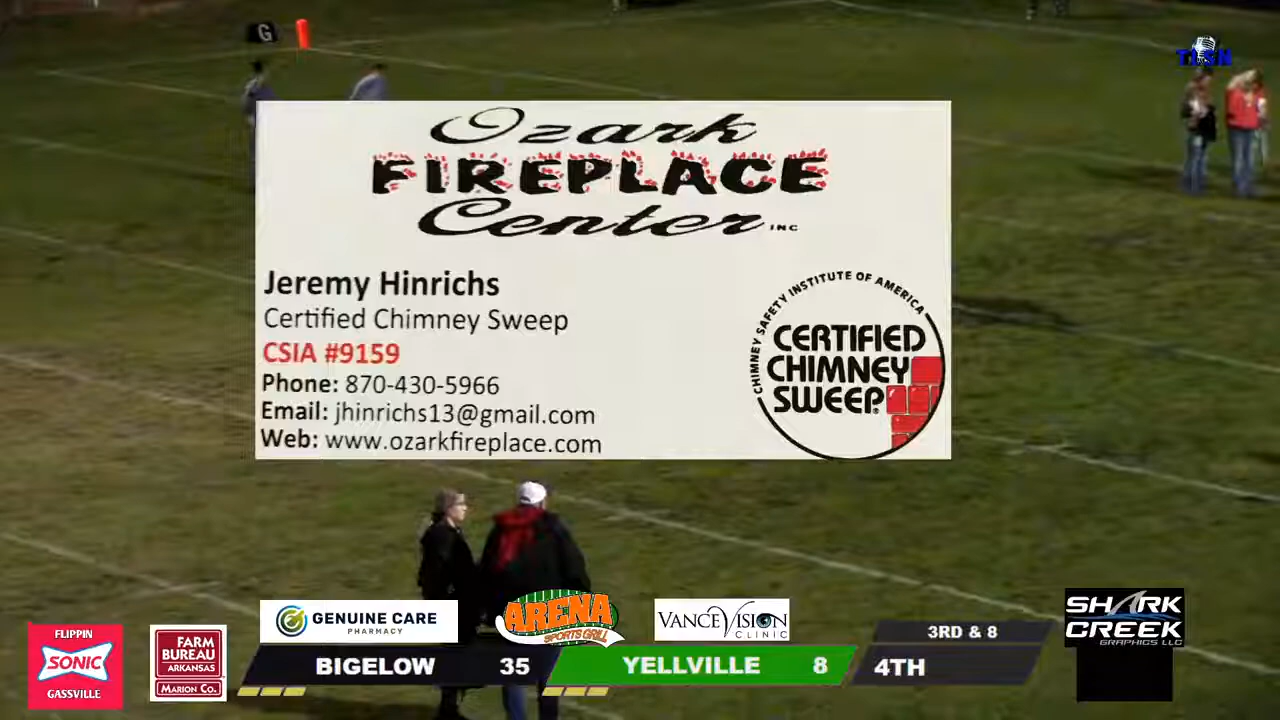 G
TLSN
Ozark
FIREPLACE
Center INC
Jeremy Hinrichs
Certified Chimney Sweep
CSIA #9159
Phone: 870-430-5966
Email: jhinrichs13@gmail.com
Web: www.ozarkfireplace.com
CHIMNEY SAFETY INSTITUTE OF AMERICA
CERTIFIED
CHIMNEY
SWEEP®
FLIPPIN
SONIC
GASSVILLE
FARM
BUREAU
ARKANSAS
MARION CO.
GENUINE CARE
PHARMACY
ARENA
SPORTS GRILL
VANCE VISION
CLINIC
SHARK
CREEK
GRAPHICS LLC
3RD & 8
BIGELOW 35 YELLVILLE 8 4TH